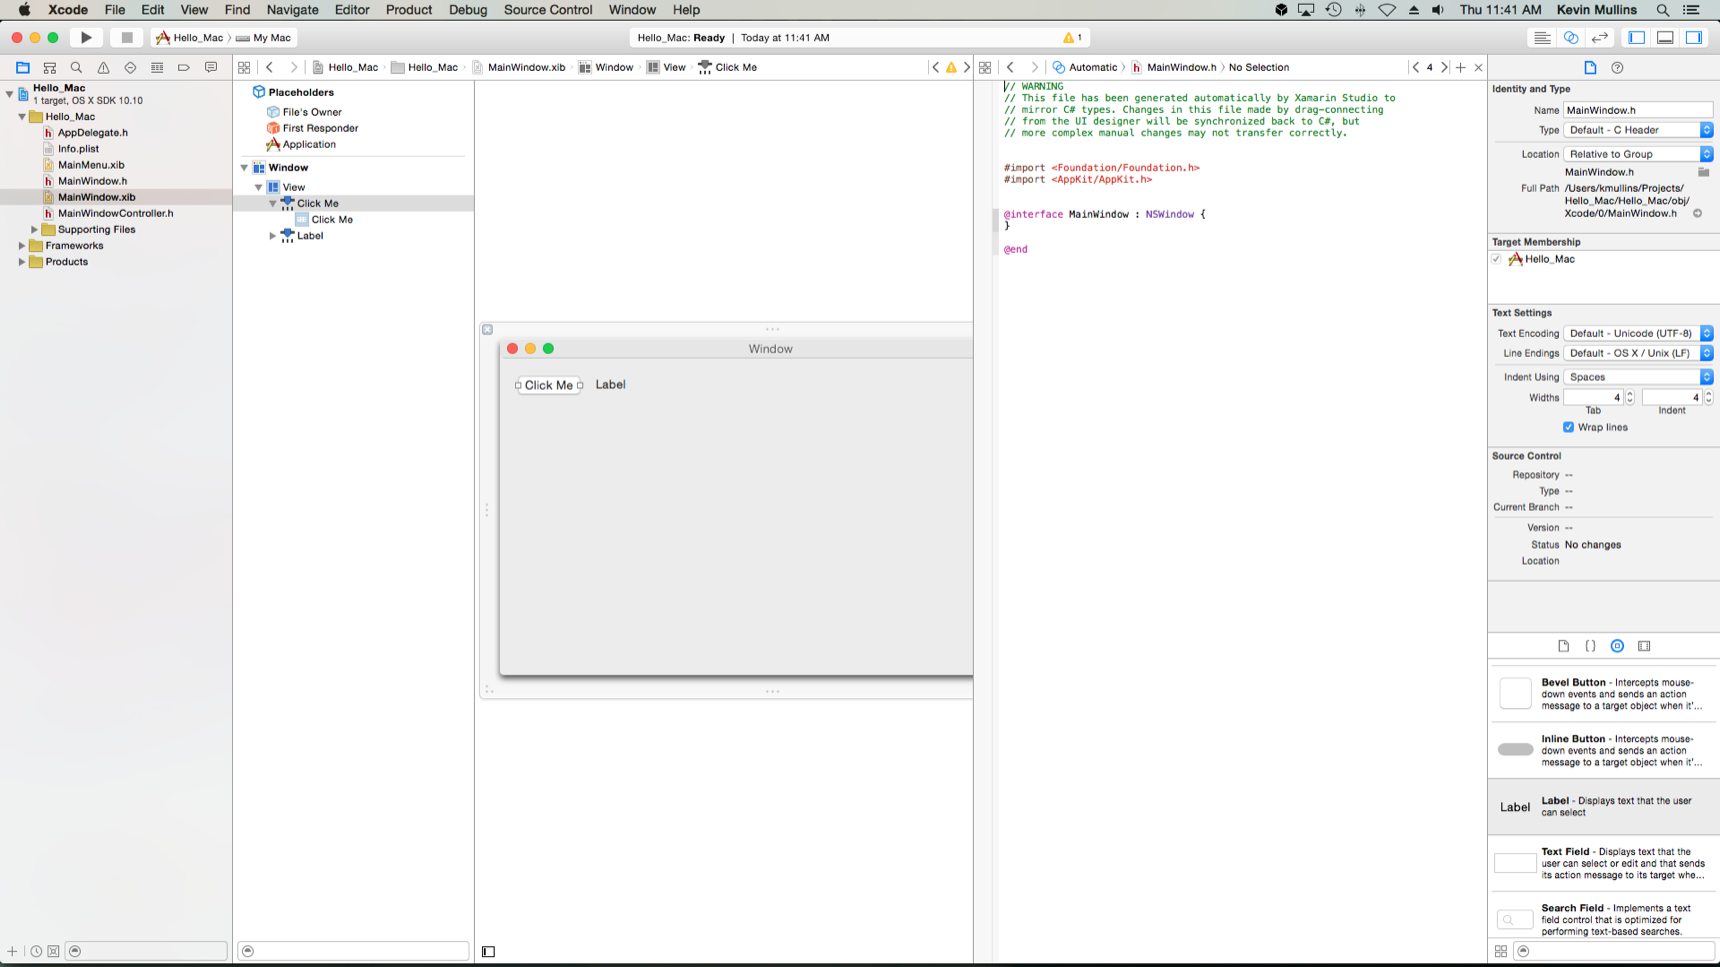 Xcode File Edit View Find Navigate Editor Product Debug Source Control Window Help
Thu 11:41 AM Kevin Mullins
Hello_Mac My Mac
Hello_Mac: Ready | Today at 11:41 AM
1
Hello_Mac
1 target, OS X SDK 10.10
Hello_Mac
AppDelegate.h
Info.plist
MainMenu.xib
MainWindow.h
MainWindow.xib
MainWindowController.h
Supporting Files
Frameworks
Products
Hello_Mac Hello_Mac MainWindow.xib Window View Click Me
Placeholders
File's Owner
First Responder
Application
Window
View
Click Me
Click Me
Label
Window
Click Me
Label
Automatic MainWindow.h No Selection
4
// WARNING
// This file has been generated automatically by Xamarin Studio to
// mirror C# types. Changes in this file made by drag-connecting
// from the UI designer will be synchronized back to C#, but
// more complex manual changes may not transfer correctly.
#import <Foundation/Foundation.h>
#import <AppKit/AppKit.h>
@interface MainWindow : NSWindow {
}
@end
Identity and Type
Name MainWindow.h
Type Default - C Header
Location Relative to Group
MainWindow.h
Full Path /Users/kmullins/Projects/
Hello_Mac/Hello_Mac/obj/
Xcode/0/MainWindow.h
Target Membership
Hello_Mac
Text Settings
Text Encoding Default - Unicode (UTF-8)
Line Endings Default - OS X / Unix (LF)
Indent Using Spaces
Widths 4 4
Tab Indent
Wrap lines
Source Control
Repository --
Type --
Current Branch --
Version --
Status No changes
Location
Bevel Button - Intercepts mouse-
down events and sends an action
message to a target object when it'...
Inline Button - Intercepts mouse-
down events and sends an action
message to a target object when it'...
Label
Label - Displays text that the user
can select
Text Field - Displays text that the
user can select or edit and that sends
its action message to its target whe...
Search Field - Implements a text
field control that is optimized for
performing text-based searches.